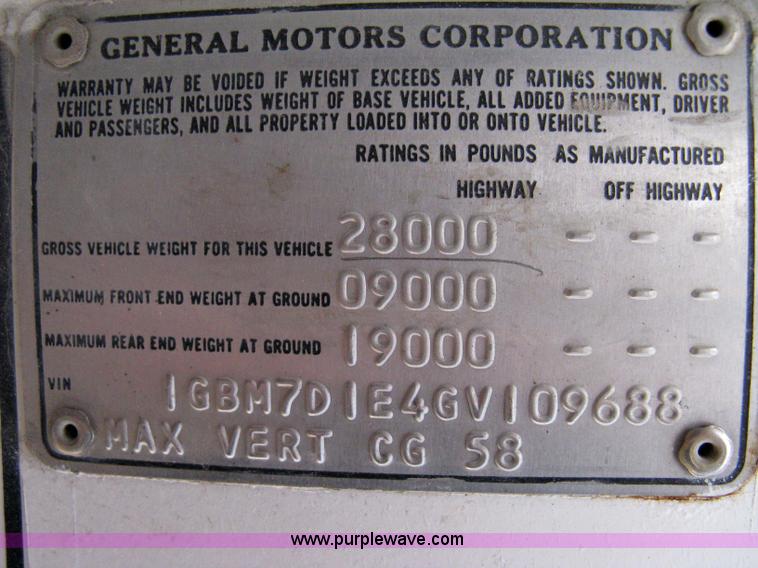 GENERAL MOTORS CORPORATION
WARRANTY MAY BE VOIDED IF WEIGHT EXCEEDS ANY OF RATINGS SHOWN. GROSS
VEHICLE WEIGHT INCLUDES WEIGHT OF BASE VEHICLE, ALL ADDED EQUIPMENT, DRIVER
AND PASSENGERS, AND ALL PROPERTY LOADED INTO OR ONTO VEHICLE.
RATINGS IN POUNDS AS MANUFACTURED
HIGHWAY OFF HIGHWAY
GROSS VEHICLE WEIGHT FOR THIS VEHICLE 28000 - - -
MAXIMUM FRONT END WEIGHT AT GROUND 09000 - - -
MAXIMUM REAR END WEIGHT AT GROUND 19000 - - -
VIN 1GBM7D1E4GV109688
MAX VERT CG 58
www.purplewave.com